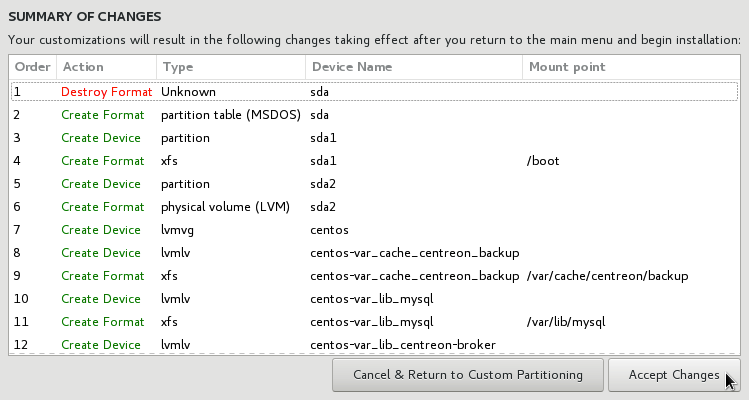 SUMMARY OF CHANGES
Your customizations will result in the following changes taking effect after you return to the main menu and begin installation:
Order Action Type Device Name Mount point
1 Destroy Format Unknown sda
2 Create Format partition table (MSDOS) sda
3 Create Device partition sda1
4 Create Format xfs sda1 /boot
5 Create Device partition sda2
6 Create Format physical volume (LVM) sda2
7 Create Device lvmvg centos
8 Create Device lvmlv centos-var_cache_centreon_backup
9 Create Format xfs centos-var_cache_centreon_backup /var/cache/centreon/backup
10 Create Device lvmlv centos-var_lib_mysql
11 Create Format xfs centos-var_lib_mysql /var/lib/mysql
12 Create Device lvmlv centos-var_lib_centreon-broker
Cancel & Return to Custom Partitioning Accept Changes